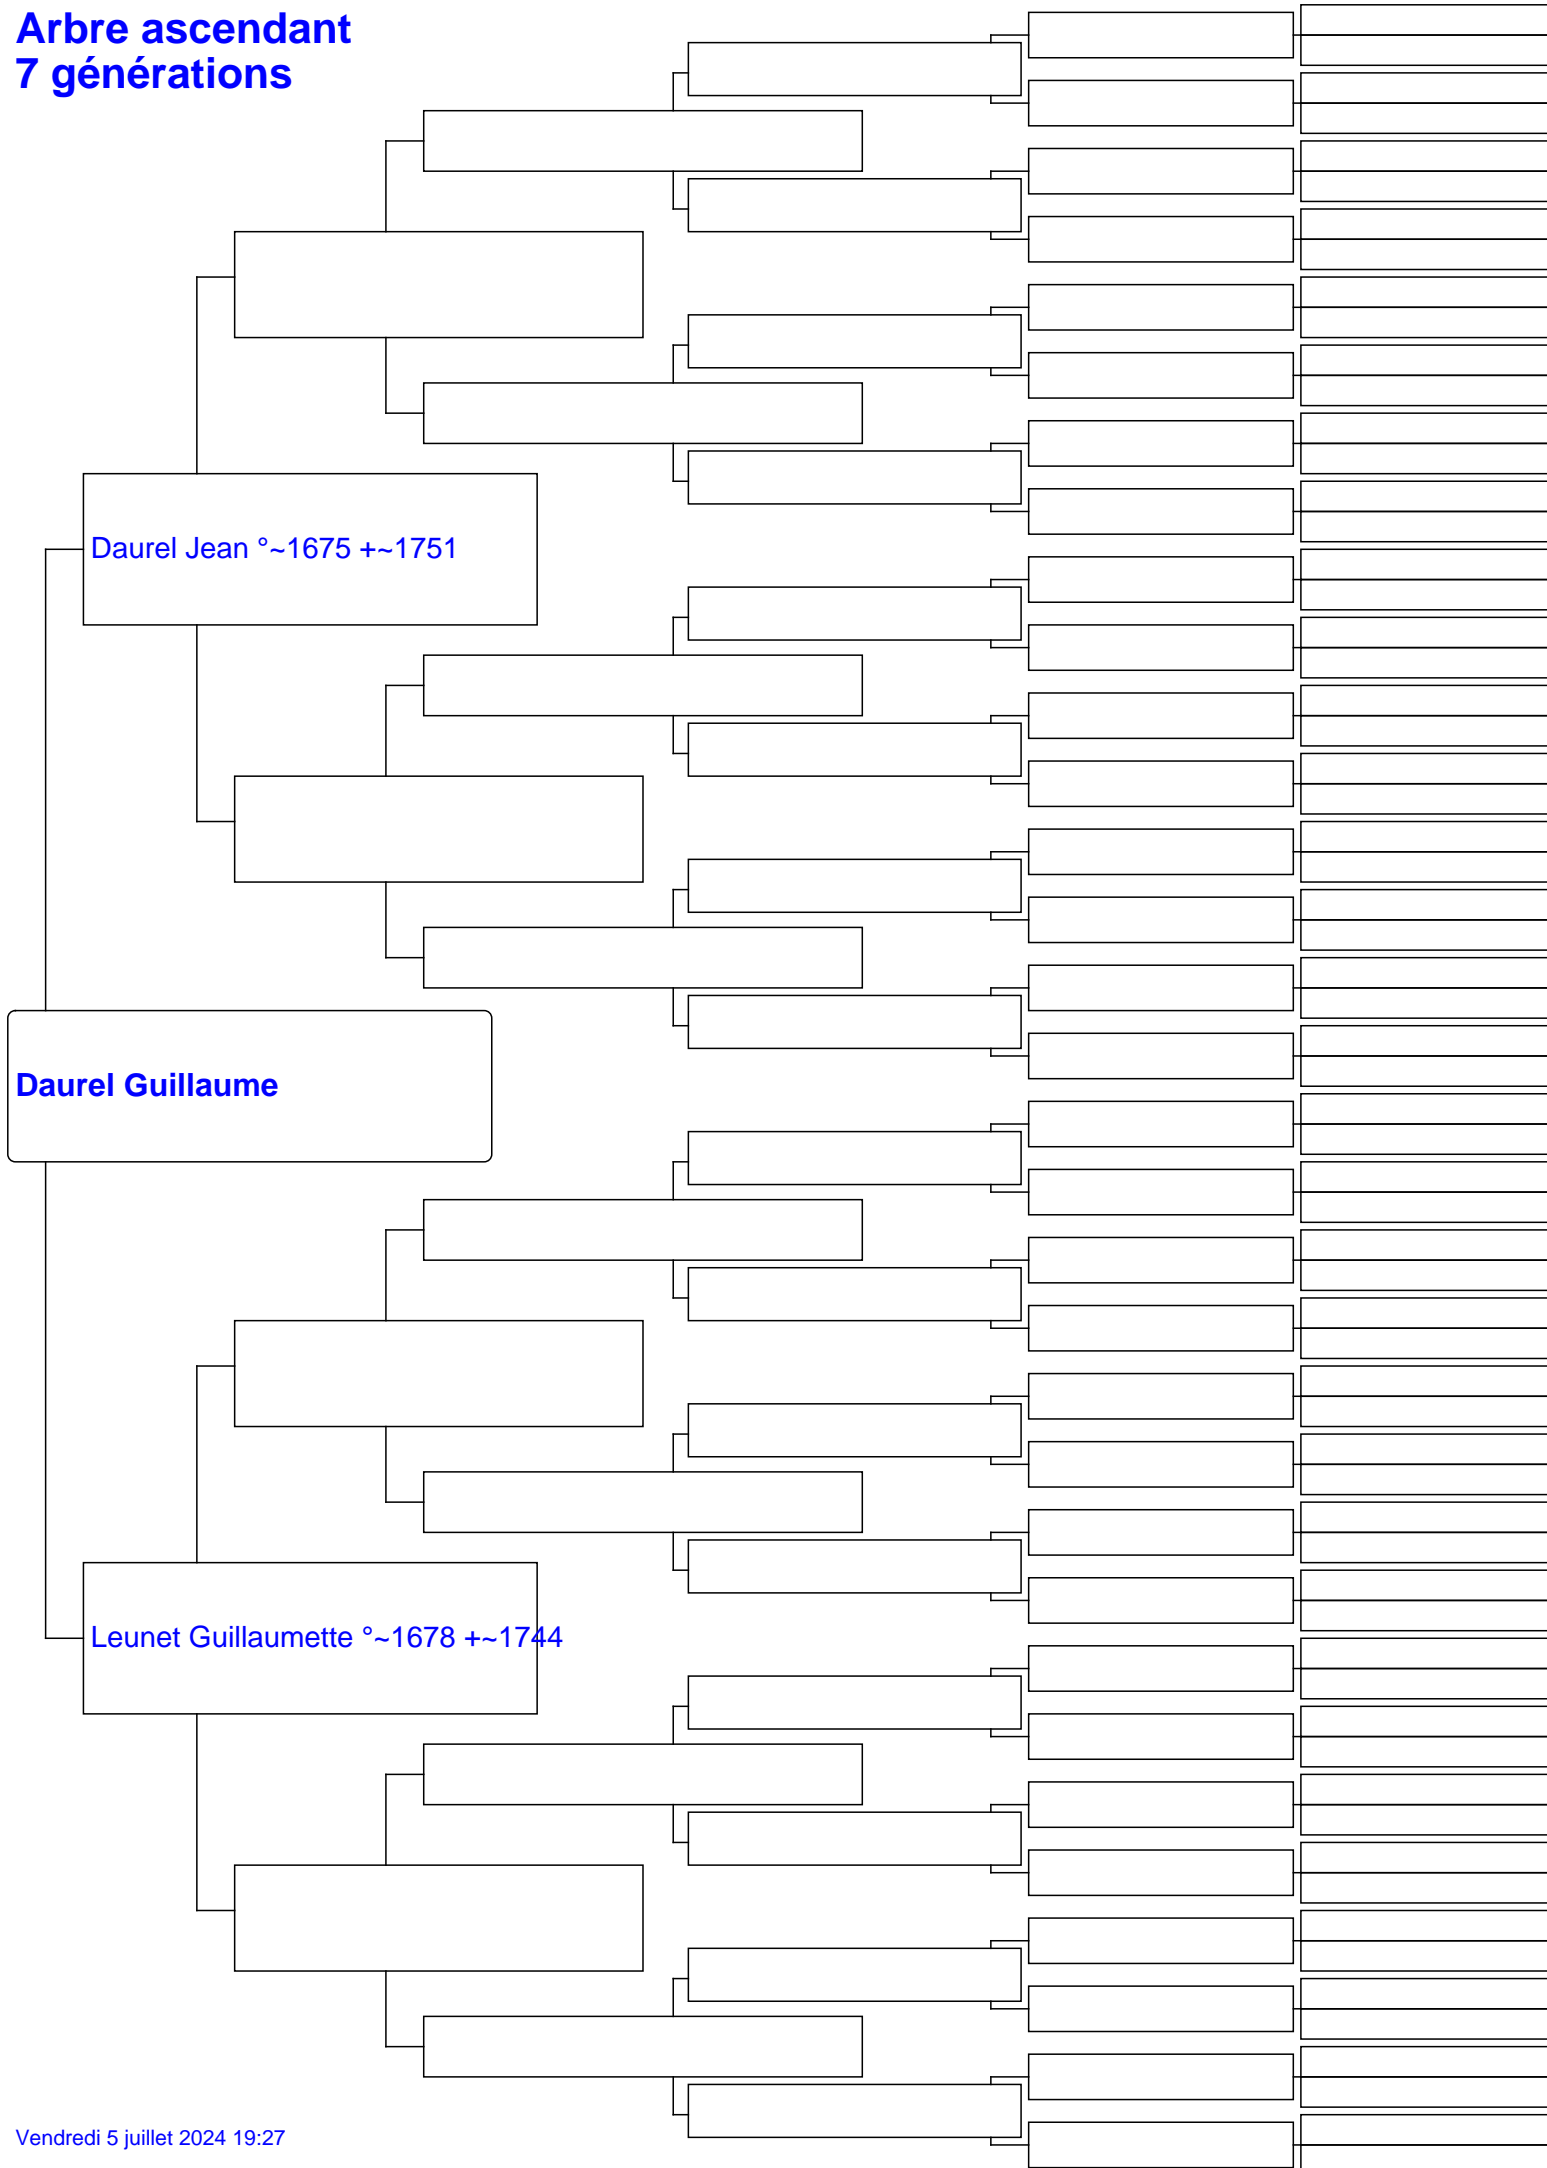 Arbre ascendant
7 générations
Daurel Jean °~1675 +~1751
Daurel Guillaume
Leunet Guillaumette °~1678 +~1744
Vendredi 5 juillet 2024 19:27